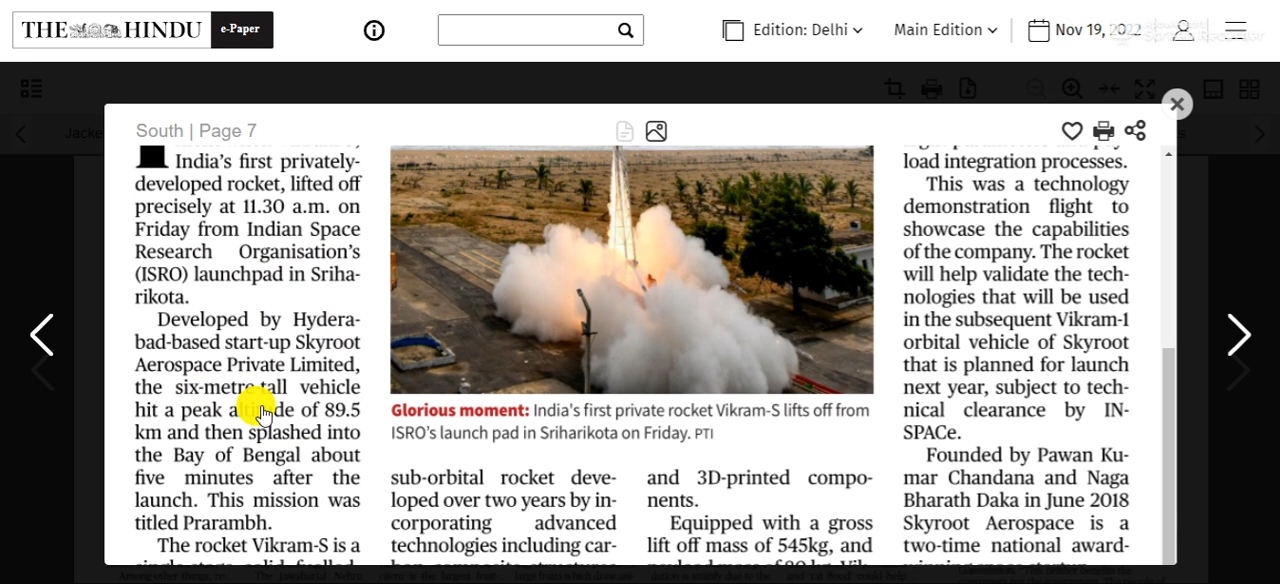 THE HINDU
e-Paper
Edition: Delhi
Main Edition
Nov 19, 2022
South | Page 7
India's first privately-
developed rocket, lifted off
precisely at 11.30 a.m. on
Friday from Indian Space
Research Organisation's
(ISRO) launchpad in Sriha-
rikota.
Developed by Hydera-
bad-based start-up Skyroot
Aerospace Private Limited,
the six-metre-tall vehicle
hit a peak altitude of 89.5
km and then splashed into
the Bay of Bengal about
five minutes after the
launch. This mission was
titled Prarambh.
The rocket Vikram-S is a
Glorious moment: India's first private rocket Vikram-S lifts off from
ISRO's launch pad in Sriharikota on Friday. PTI
sub-orbital rocket deve-
loped over two years by in-
corporating advanced
technologies including car-
and 3D-printed compo-
nents.
Equipped with a gross
lift off mass of 545kg, and
load integration processes.
This was a technology
demonstration flight to
showcase the capabilities
of the company. The rocket
will help validate the tech-
nologies that will be used
in the subsequent Vikram-1
orbital vehicle of Skyroot
that is planned for launch
next year, subject to tech-
nical clearance by IN-
SPACe.
Founded by Pawan Ku-
mar Chandana and Naga
Bharath Daka in June 2018
Skyroot Aerospace is a
two-time national award-